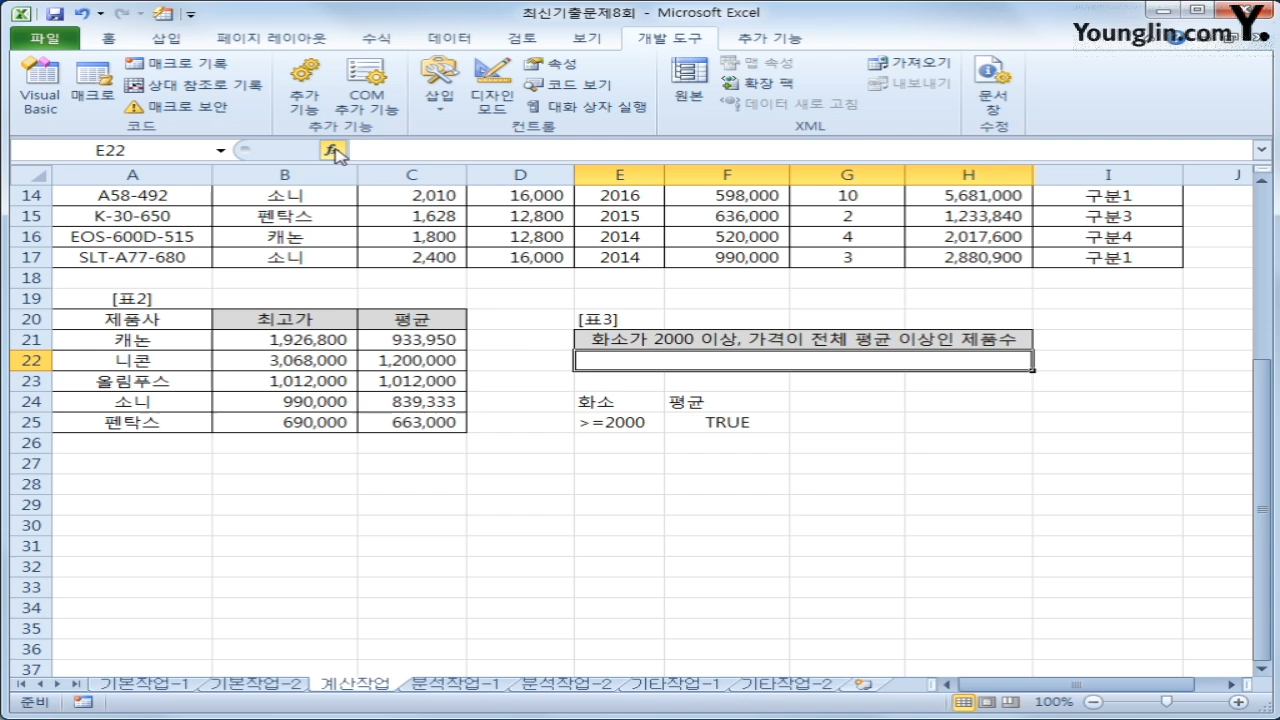 최신기출문제8회 - Microsoft Excel
YoungJin.com Y.
파일 홈 삽입 페이지 레이아웃 수식 데이터 검토 보기 개발 도구 추가 기능
Visual Basic
매크로
매크로 기록
상대 참조로 기록
매크로 보안
코드
추가 기능
COM 추가 기능
추가 기능
삽입
디자인 모드
속성
코드 보기
대화 상자 실행
컨트롤
원본
맵 속성
확장 팩
데이터 새로 고침
가져오기
내보내기
XML
문서 창
수정
E22
A B C D E F G H I J
14 A58-492 소니 2,010 16,000 2016 598,000 10 5,681,000 구분1
15 K-30-650 펜탁스 1,628 12,800 2015 636,000 2 1,233,840 구분3
16 EOS-600D-515 캐논 1,800 12,800 2014 520,000 4 2,017,600 구분4
17 SLT-A77-680 소니 2,400 16,000 2014 990,000 3 2,880,900 구분1
18
19 [표2]
20 제품사 최고가 평균 [표3]
21 캐논 1,926,800 933,950 화소가 2000 이상, 가격이 전체 평균 이상인 제품수
22 니콘 3,068,000 1,200,000
23 올림푸스 1,012,000 1,012,000
24 소니 990,000 839,333 화소 평균
25 펜탁스 690,000 663,000 >=2000 TRUE
26
27
28
29
30
31
32
33
34
35
36
37
기본작업-1 기본작업-2 계산작업 분석작업-1 분석작업-2 기타작업-1 기타작업-2
준비 100%